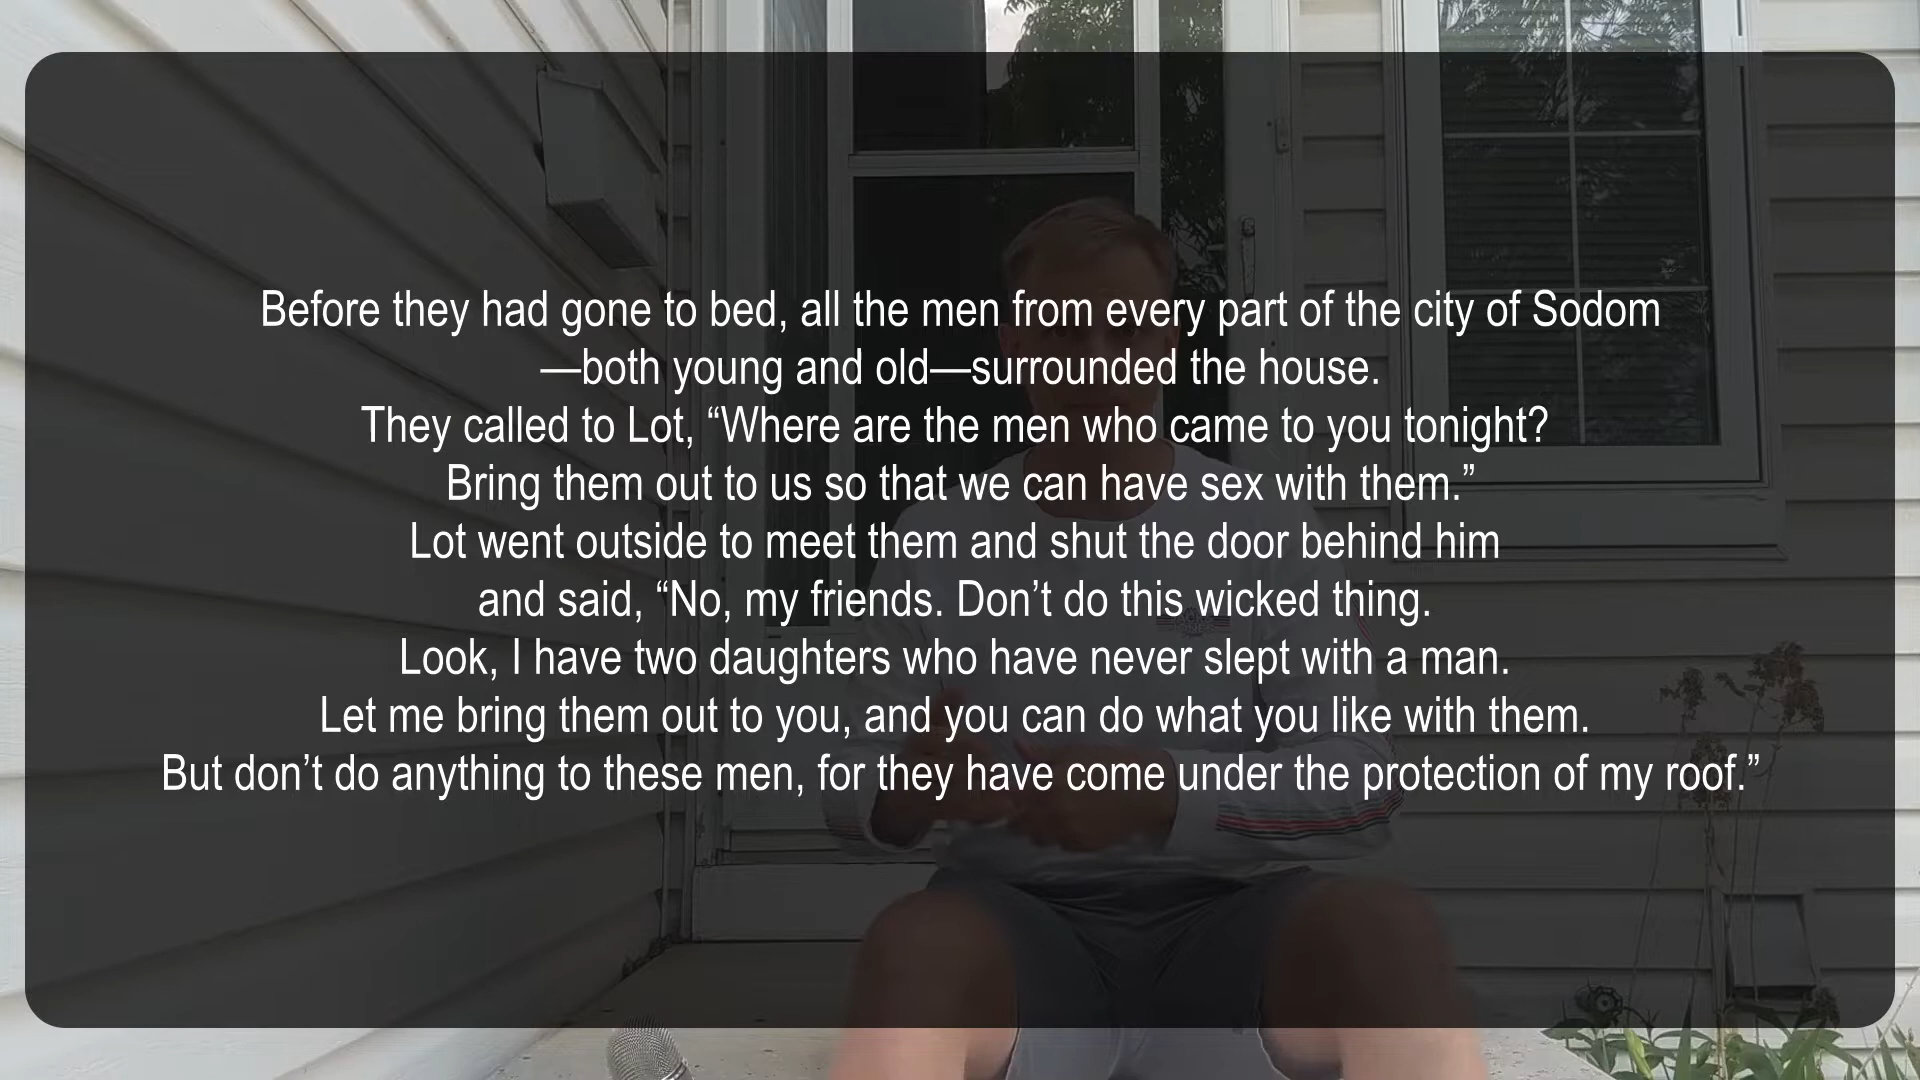 Before they had gone to bed, all the men from every part of the city of Sodom
—both young and old—surrounded the house.
They called to Lot, “Where are the men who came to you tonight?
Bring them out to us so that we can have sex with them.”
Lot went outside to meet them and shut the door behind him
and said, “No, my friends. Don’t do this wicked thing.
Look, I have two daughters who have never slept with a man.
Let me bring them out to you, and you can do what you like with them.
But don’t do anything to these men, for they have come under the protection of my roof.”